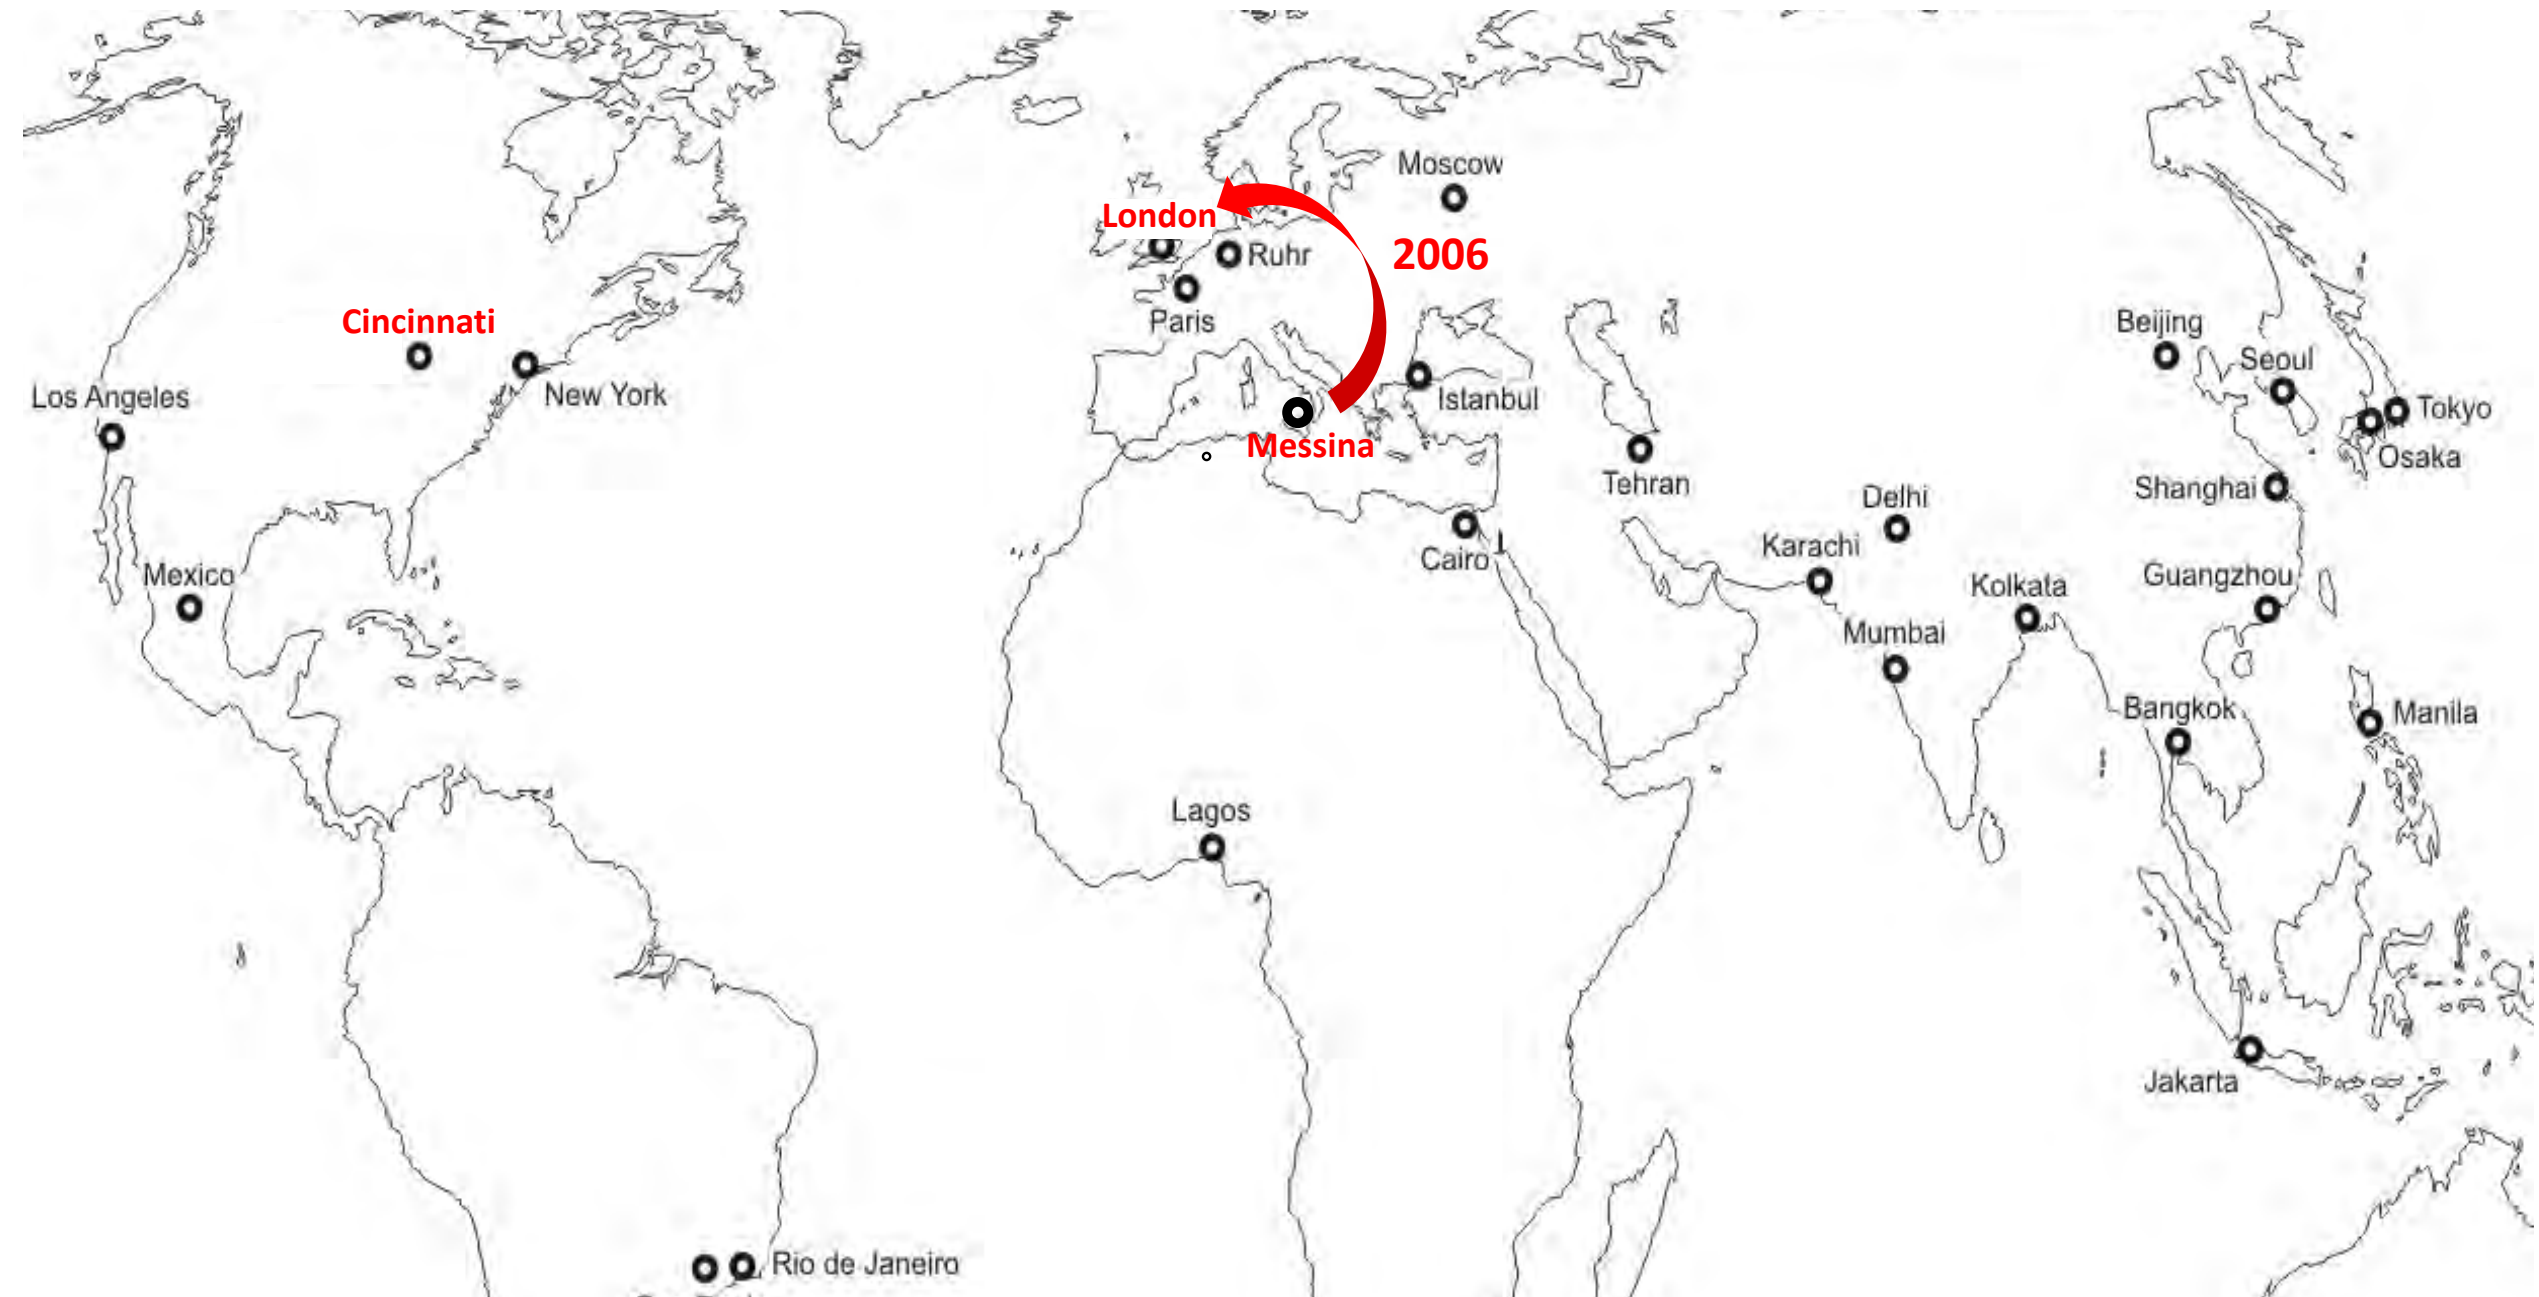 Moscow
London
2006
Ruhr
Cincinnati
Paris
Beijing
Seoul
Los Angeles
New York
Istanbul
Tokyo
Messina
Osaka
Tehran
Shanghai
Delhi
Karachi
Cairo
Mexico
Guangzhou
Kolkata
Mumbai
Bangkok
Manila
Lagos
Jakarta
Rio de Janeiro